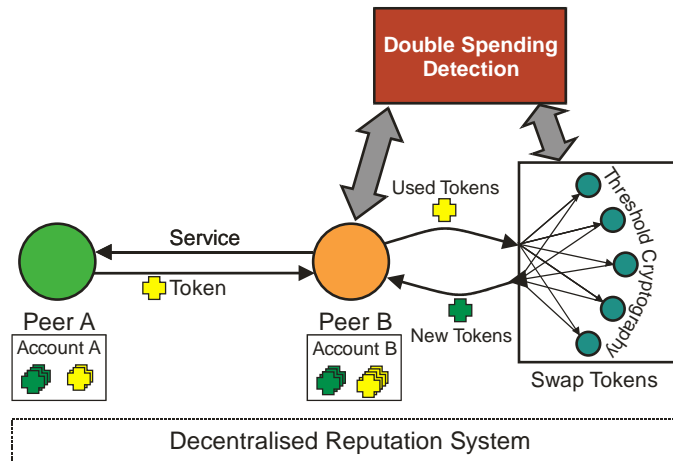 Double Spending
Detection
Used Tokens
Threshold Cryptography
Service
Token
Peer A
Peer B
New Tokens
Account A
Account B
Swap Tokens
Decentralised Reputation System